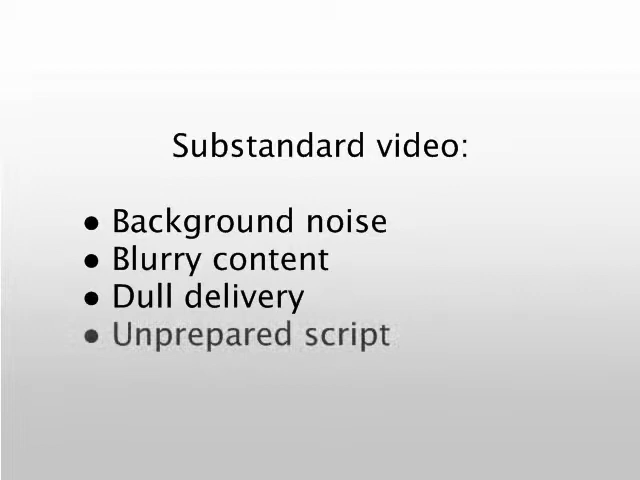 Substandard video:
● Background noise
● Blurry content
● Dull delivery
● Unprepared script